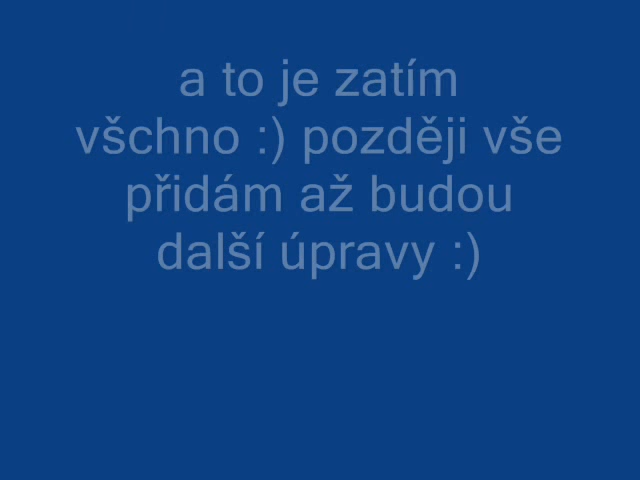 a to je zatím
všchno :) později vše
přidám až budou
další úpravy :)